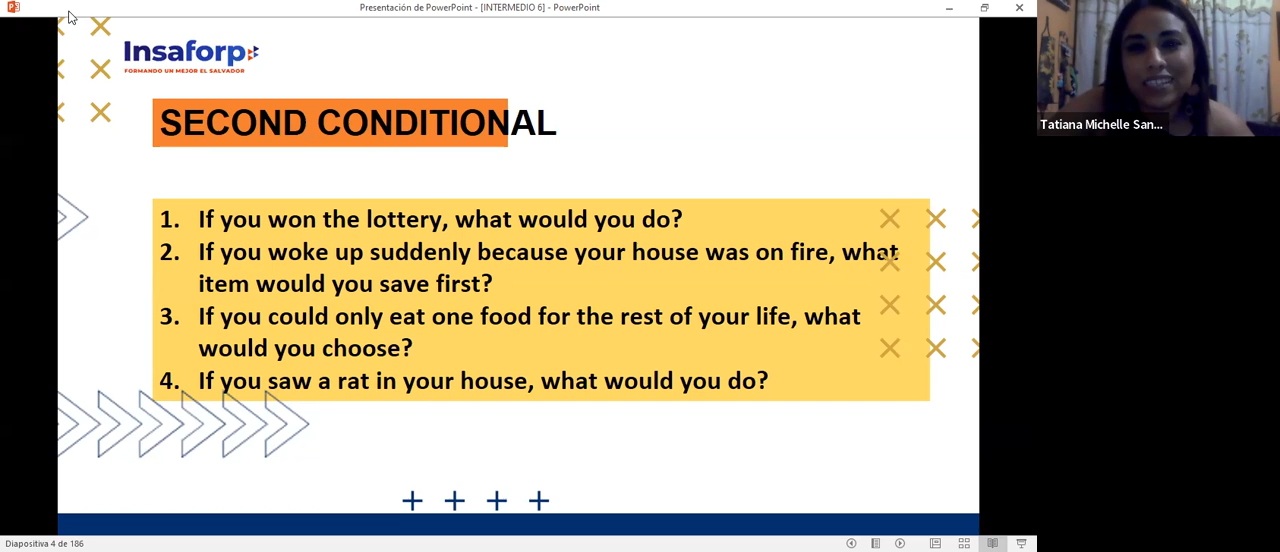 Presentación de PowerPoint - [INTERMEDIO 6] - PowerPoint
Insaforp
FORMANDO UN MEJOR EL SALVADOR
SECOND CONDITIONAL
1. If you won the lottery, what would you do?
2. If you woke up suddenly because your house was on fire, what
item would you save first?
3. If you could only eat one food for the rest of your life, what
would you choose?
4. If you saw a rat in your house, what would you do?
Tatiana Michelle San...
Diapositiva 4 de 186